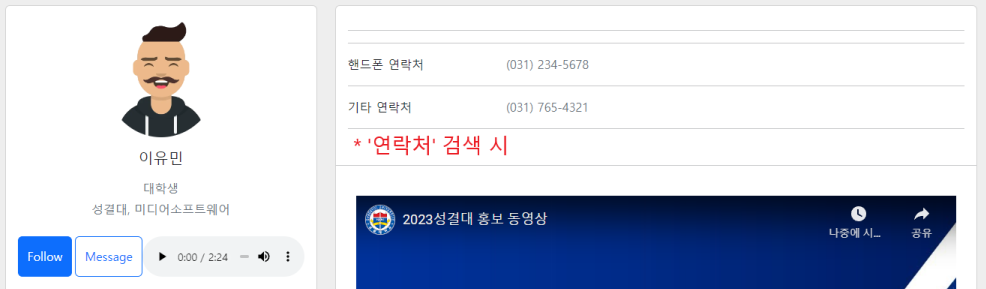 이유민
대학생
성결대, 미디어소프트웨어
Follow
Message
0:00 / 2:24
핸드폰 연락처
(031) 234-5678
기타 연락처
(031) 765-4321
* '연락처' 검색 시
2023성결대 홍보 동영상
나중에 시...
공유